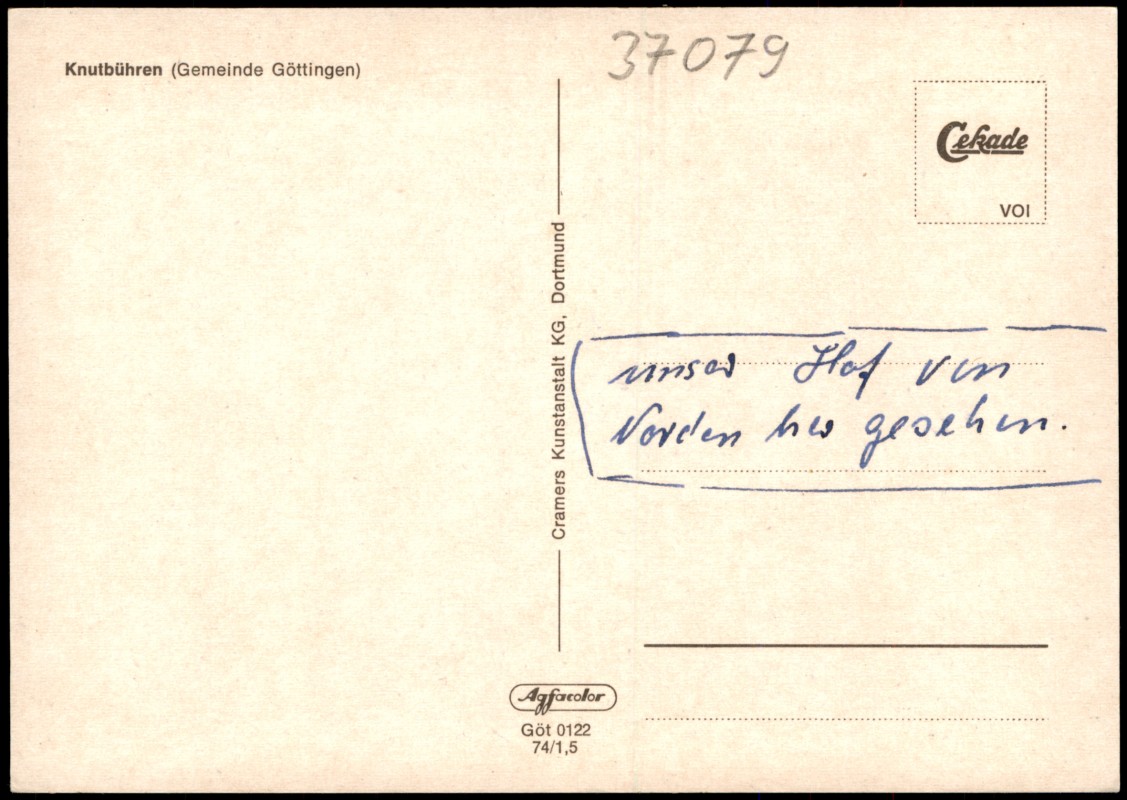 Knutbühren (Gemeinde Göttingen)
37079
Cekade
VOI
Cramers Kunstanstalt KG, Dortmund
unser Hof von
Norden her gesehen.
Agfacolor
Göt 0122
74/1,5